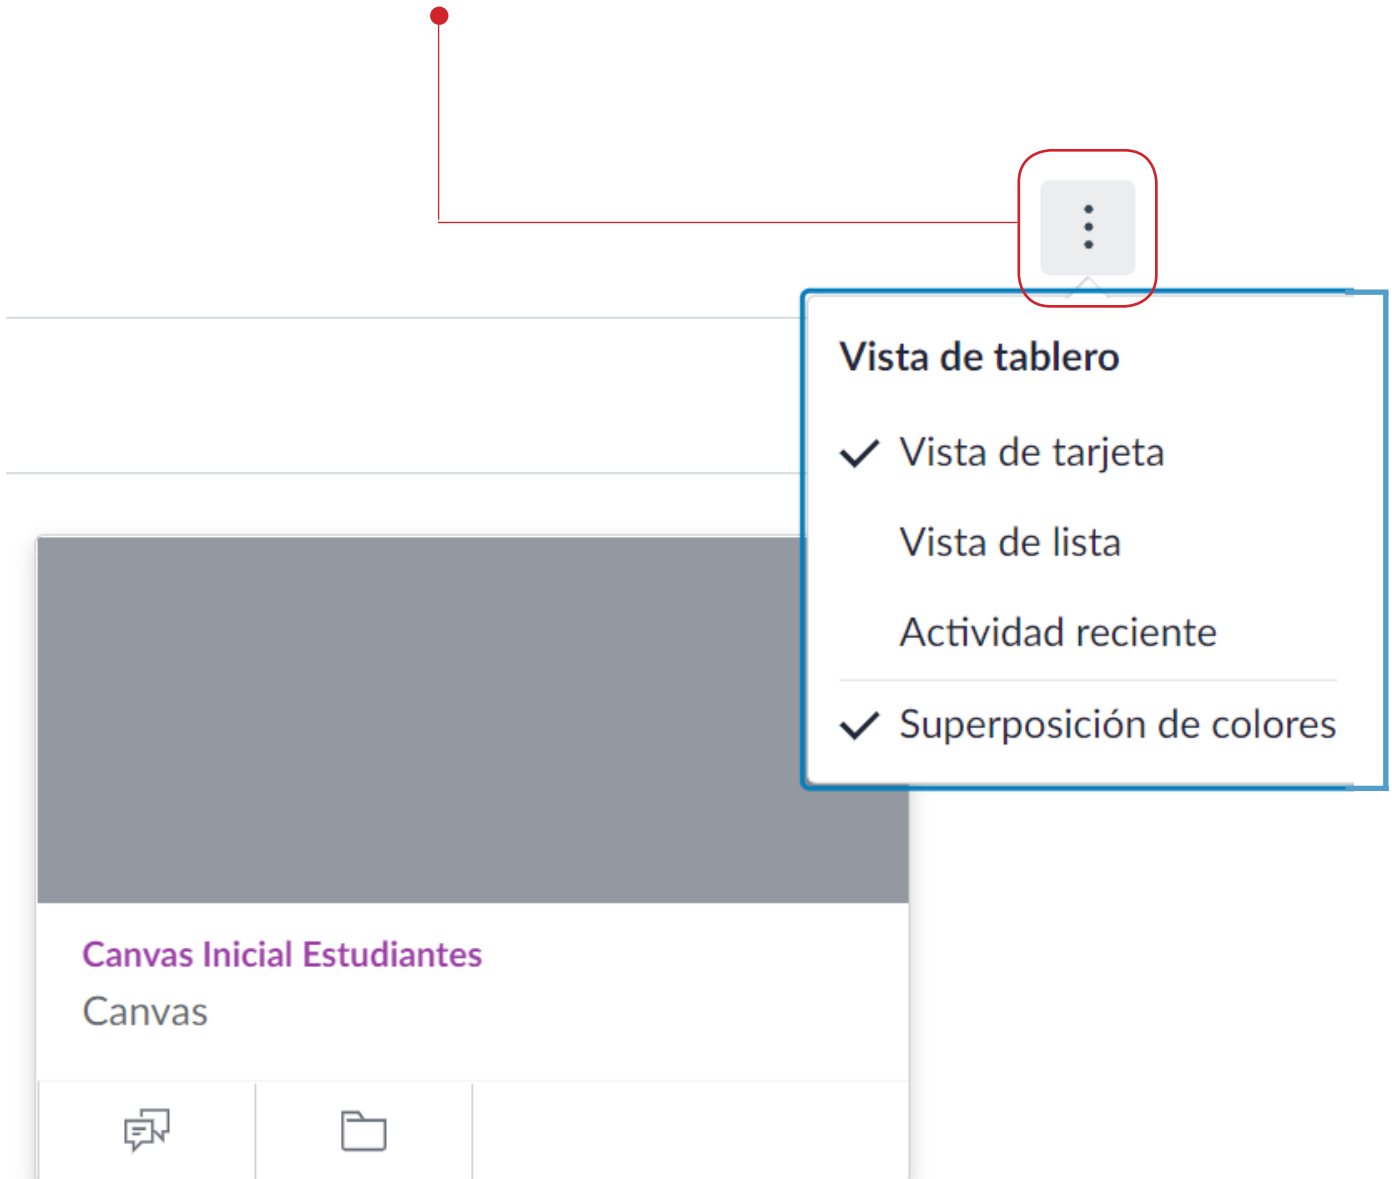 Vista de tablero
Vista de tarjeta
Vista de lista
Actividad reciente
Superposición de colores
Canvas Inicial Estudiantes
Canvas